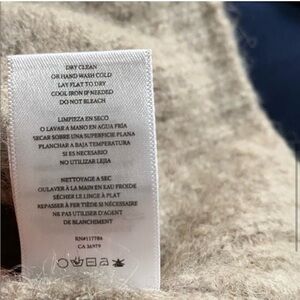 DRY CLEAN
OR HAND WASH COLD
LAY FLAT TO DRY
COOL IRON IF NEEDED
DO NOT BLEACH
LIMPIEZA EN SECO
O LAVAR A MANO EN AGUA FRÍA
SECAR SOBRE UNA SUPERFICIE PLANA
PLANCHAR A BAJA TEMPERATURA
SI ES NECESARIO
NO UTILIZAR LEJIA
NETTOYAGE A SEC
OULAVER À LA MAIN EN EAU FROIDE
SÉCHER LE LINGE À PLAT
REPASSER À FER TIÈDE SI NÉCESSAIRE
NE PAS UTILISER D'AGENT
DE BLANCHIMENT
RN#117784
CA 36979